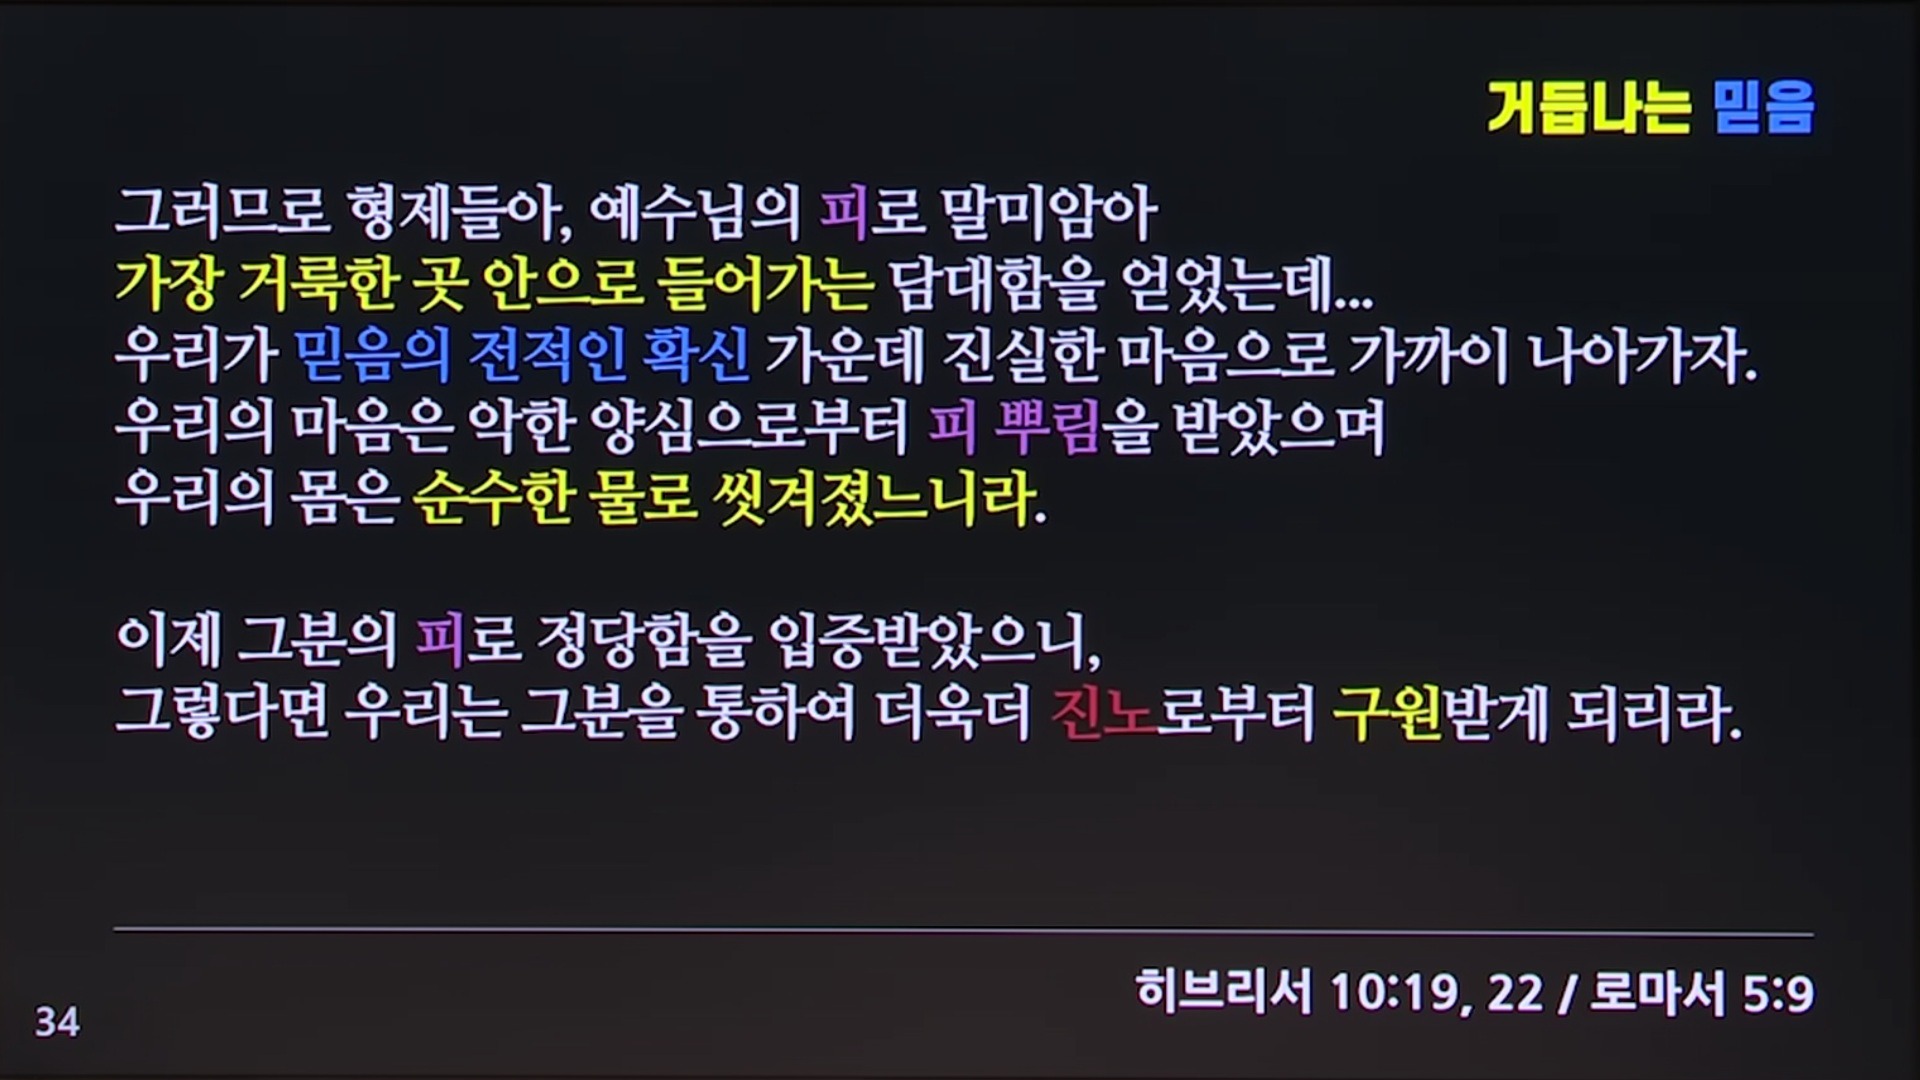 거듭나는 믿음
그러므로 형제들아, 예수님의 피로 말미암아
가장 거룩한 곳 안으로 들어가는 담대함을 얻었는데...
우리가 믿음의 전적인 확신 가운데 진실한 마음으로 가까이 나아가자.
우리의 마음은 악한 양심으로부터 피 뿌림을 받았으며
우리의 몸은 순수한 물로 씻겨졌느니라.
이제 그분의 피로 정당함을 입증받았으니,
그렇다면 우리는 그분을 통하여 더욱더 진노로부터 구원받게 되리라.
히브리서 10:19, 22 / 로마서 5:9
34